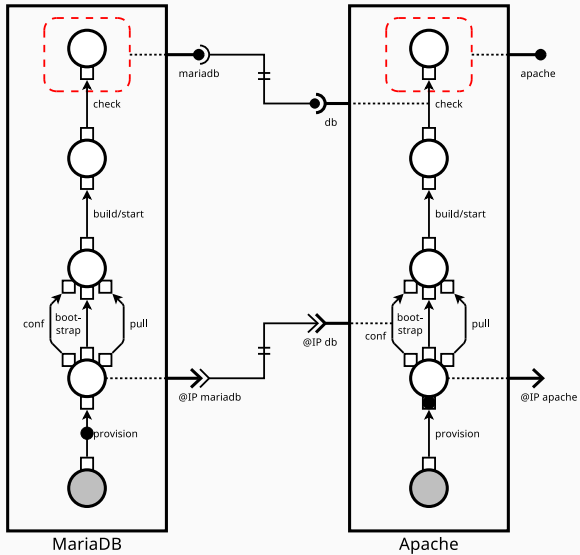 mariadb
apache
check
check
db
build/start
build/start
conf
boot-
strap
pull
conf
boot-
strap
pull
@IP db
@IP mariadb
@IP apache
provision
provision
MariaDB
Apache